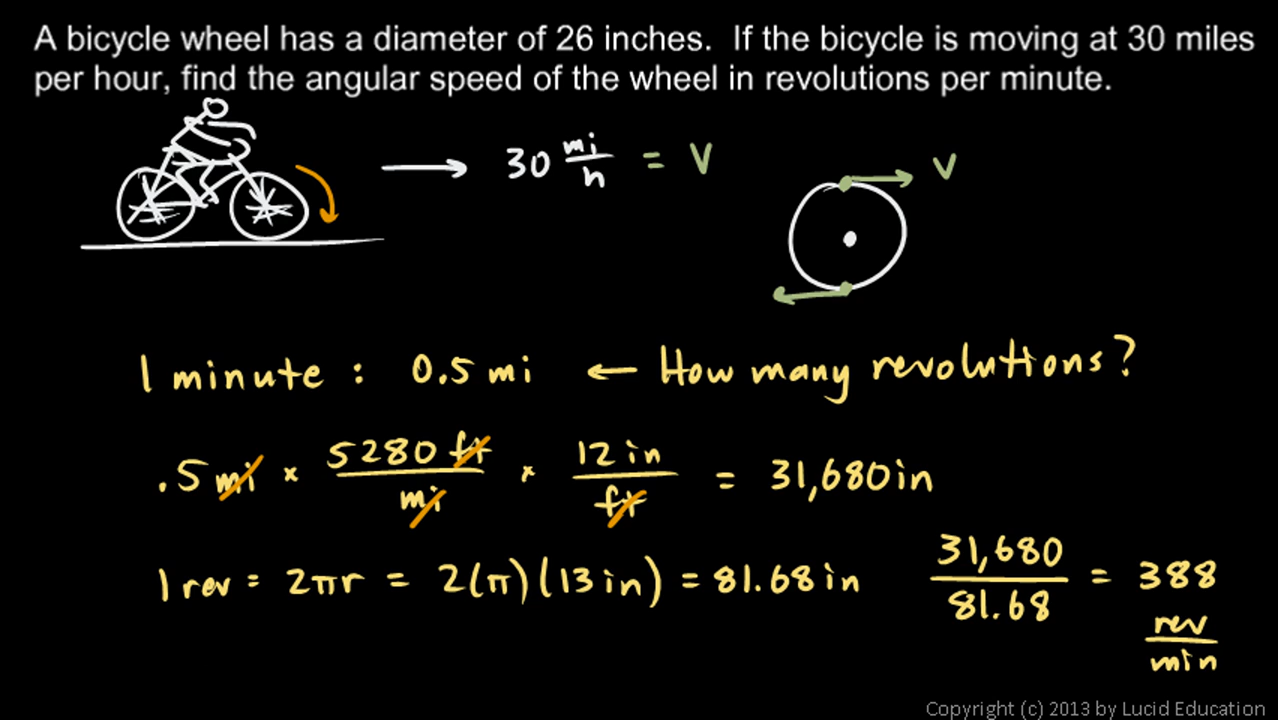 A bicycle wheel has a diameter of 26 inches. If the bicycle is moving at 30 miles
per hour, find the angular speed of the wheel in revolutions per minute.
→ 30 mi/h = v
v
1 minute : 0.5 mi ← How many revolutions?
.5 mi × 5280 ft/mi × 12 in/ft = 31,680 in
1 rev = 2πr = 2(π)(13 in) = 81.68 in
31,680/81.68 = 388 rev/min
Copyright (c) 2013 by Lucid Education